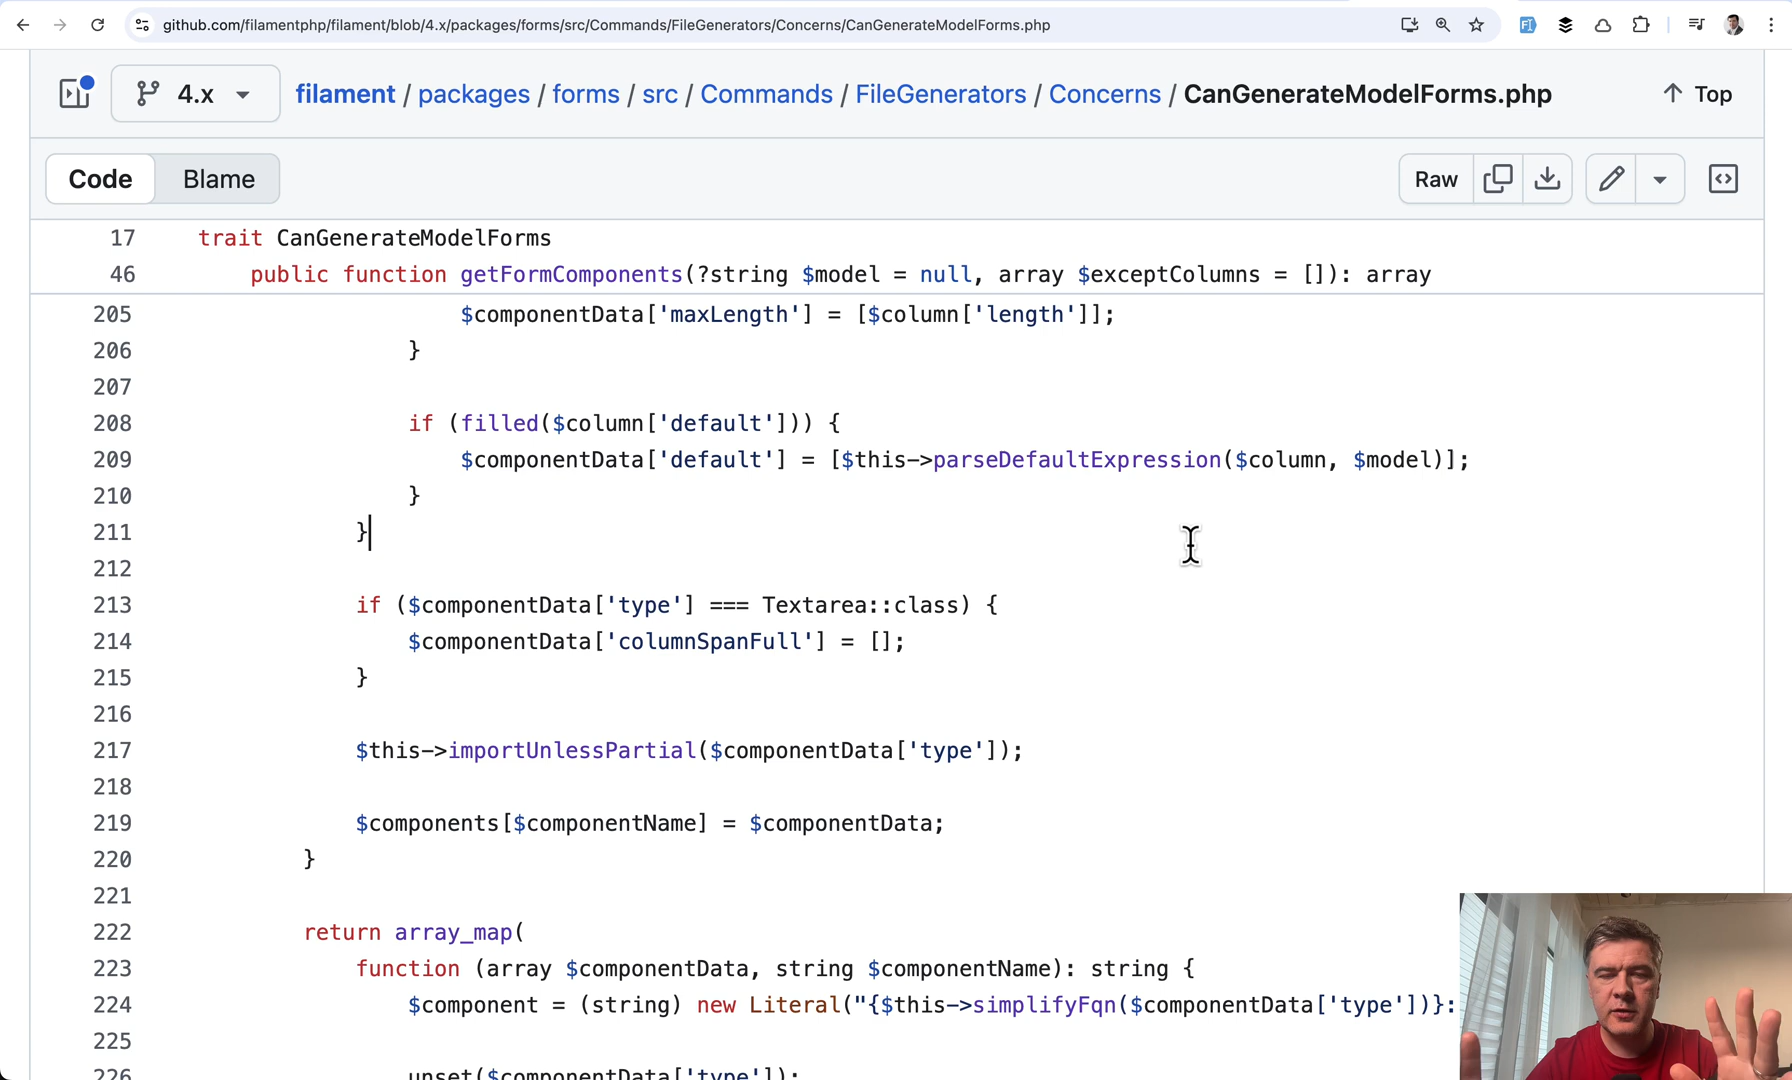 github.com/filamentphp/filament/blob/4.x/packages/forms/src/Commands/FileGenerators/Concerns/CanGenerateModelForms.php
4.x
filament / packages / forms / src / Commands / FileGenerators / Concerns / CanGenerateModelForms.php
Top
Code
Blame
Raw
17 trait CanGenerateModelForms
46 public function getFormComponents(?string $model = null, array $exceptColumns = []): array
205 $componentData['maxLength'] = [$column['length']];
206 }
207
208 if (filled($column['default'])) {
209 $componentData['default'] = [$this->parseDefaultExpression($column, $model)];
210 }
211 }
212
213 if ($componentData['type'] === Textarea::class) {
214 $componentData['columnSpanFull'] = [];
215 }
216
217 $this->importUnlessPartial($componentData['type']);
218
219 $components[$componentName] = $componentData;
220 }
221
222 return array_map(
223 function (array $componentData, string $componentName): string {
224 $component = (string) new Literal("{$this->simplifyFqn($componentData['type'])}:
225
226 unset($componentData['type']);